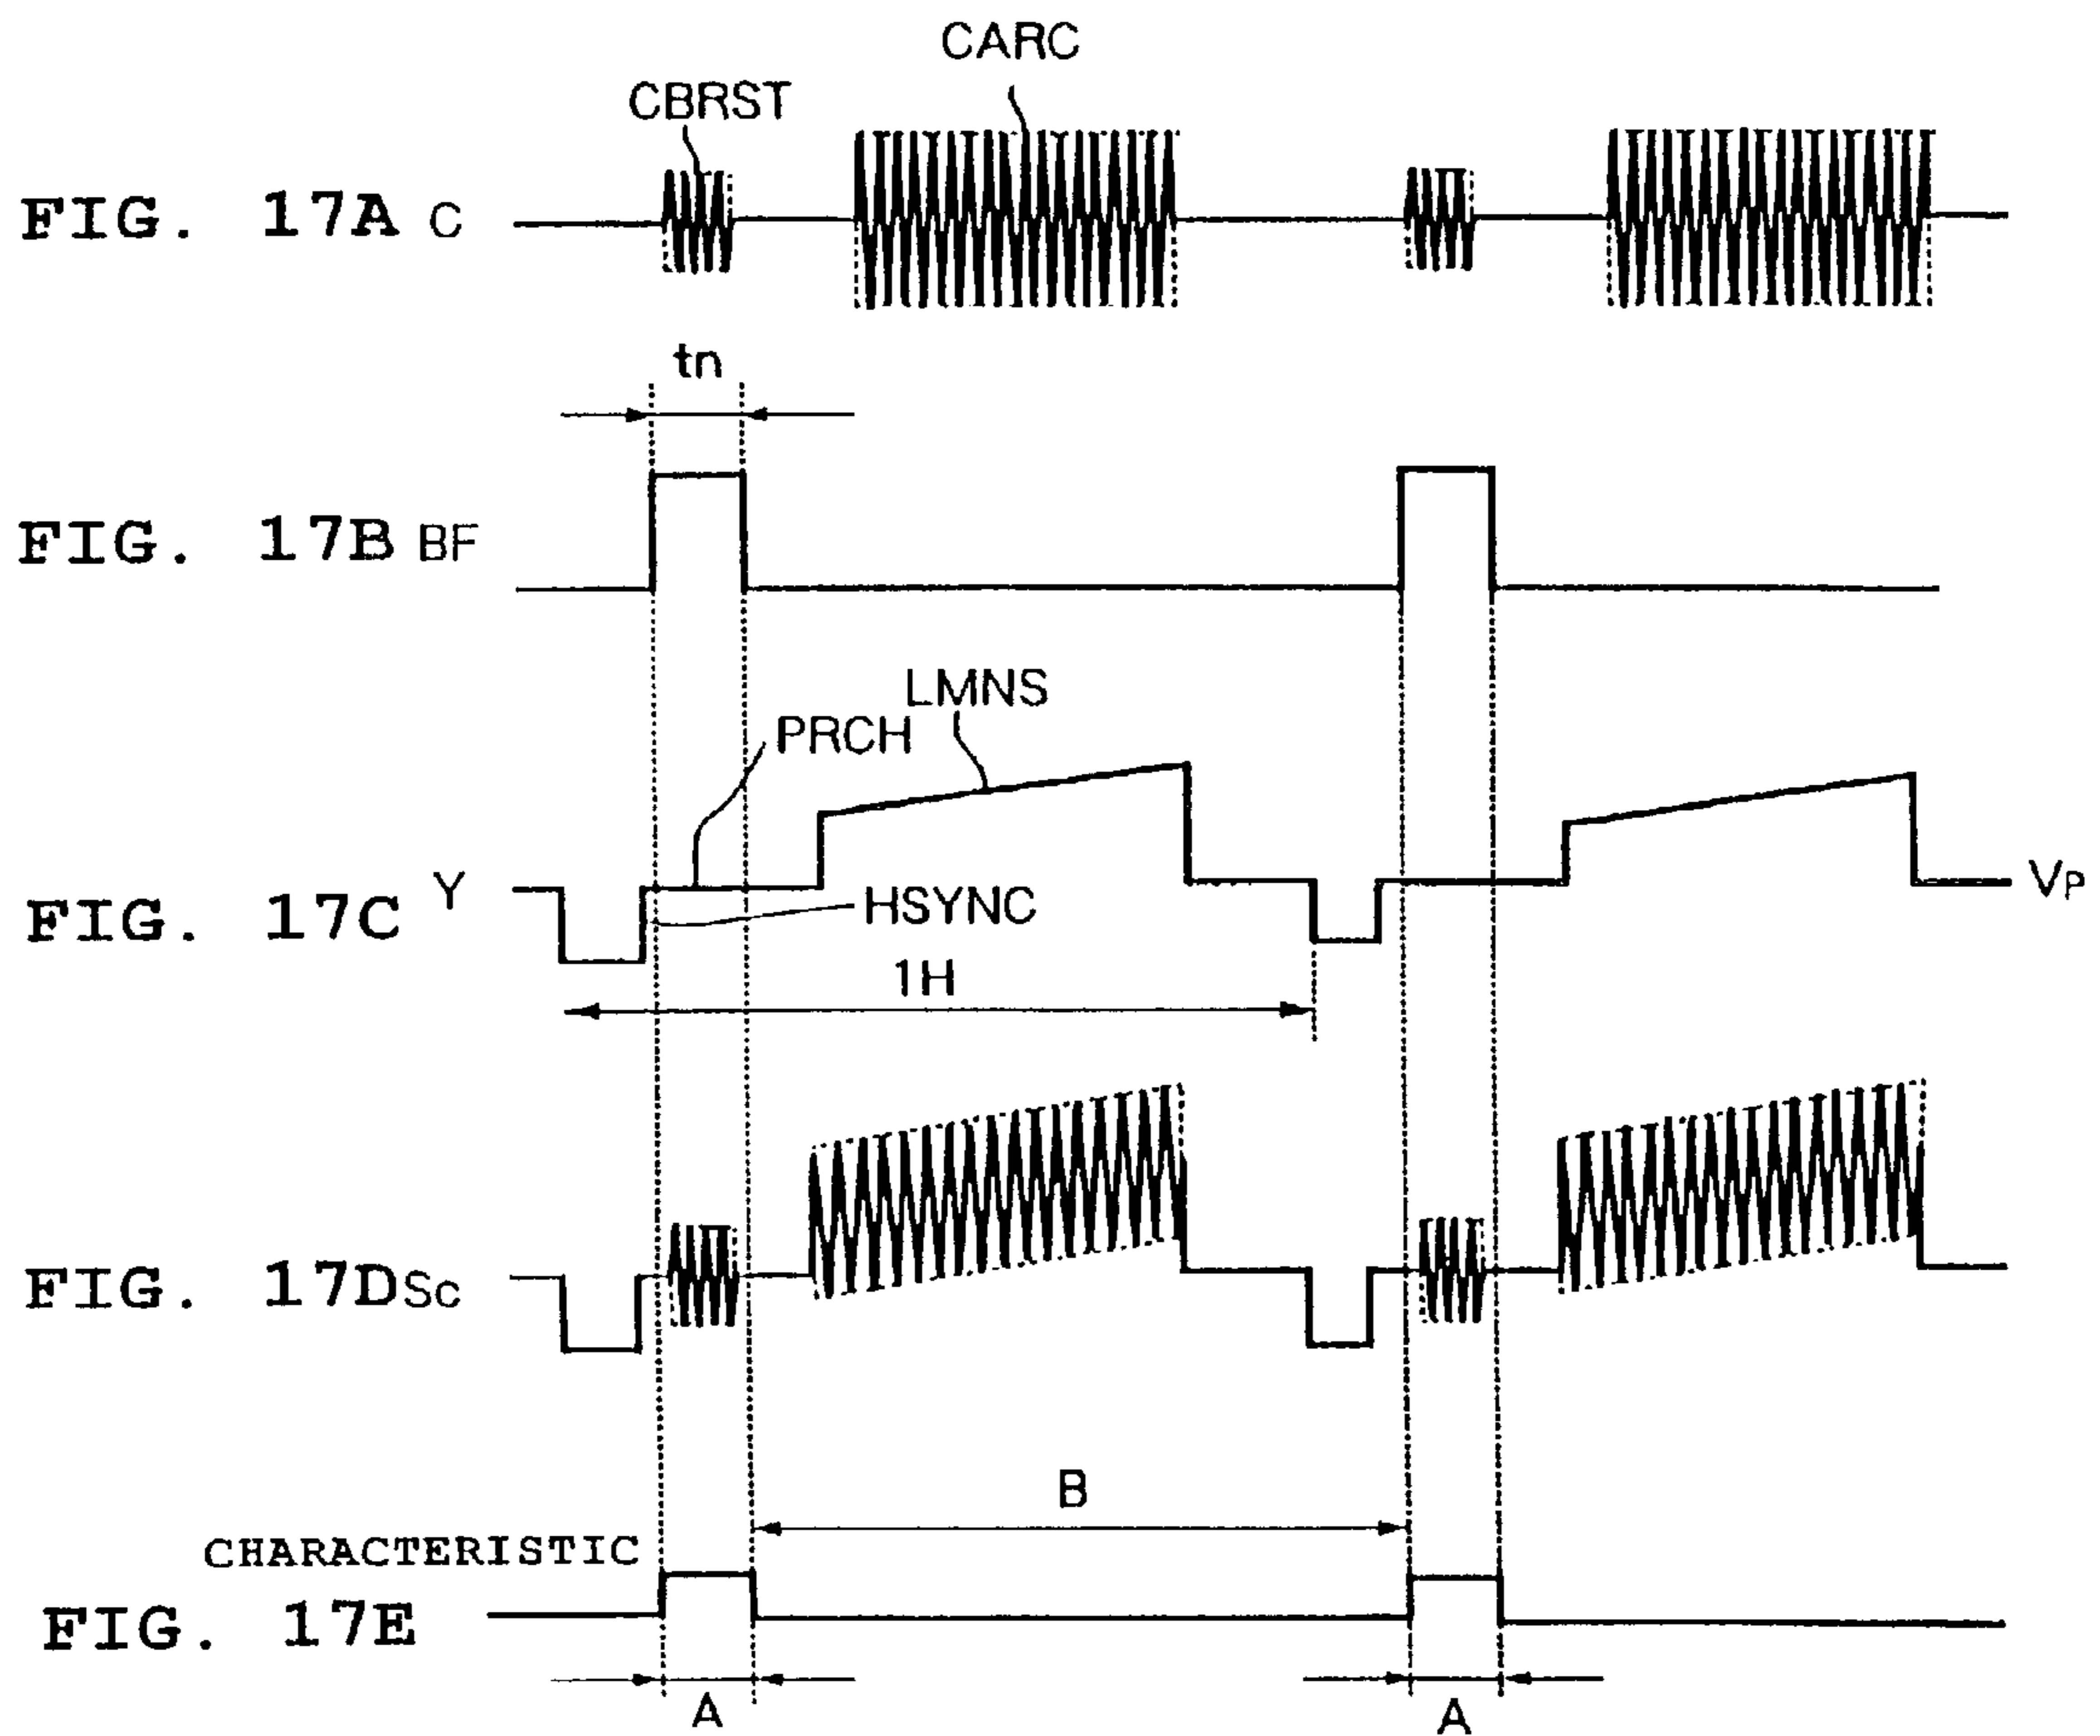 CARC
CBRST
FIG. 17A C
tn
FIG. 17B BF
LMNS
PRCH
Y
VP
FIG. 17C
HSYNC
1H
FIG. 17D Sc
B
CHARACTERISTIC
FIG. 17E
A
A